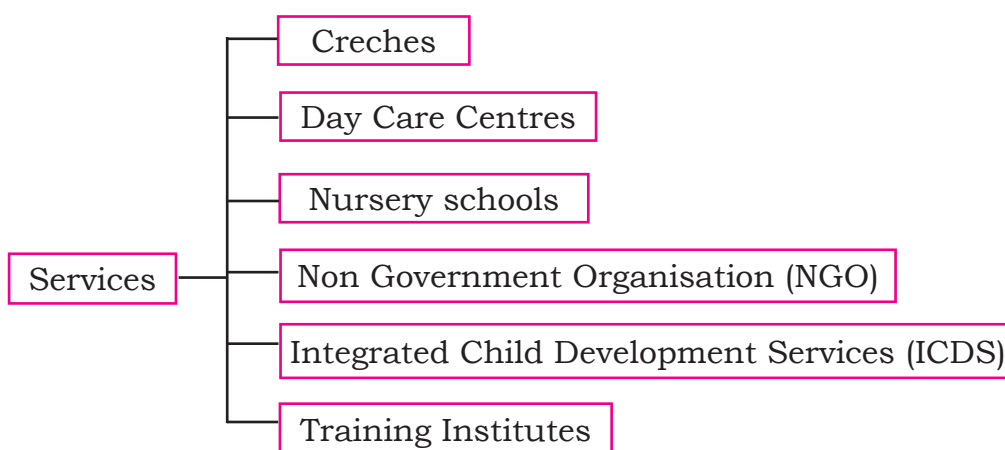 Creches
Day Care Centres
Nursery schools
Services
Non Government Organisation (NGO)
Integrated Child Development Services (ICDS)
Training Institutes